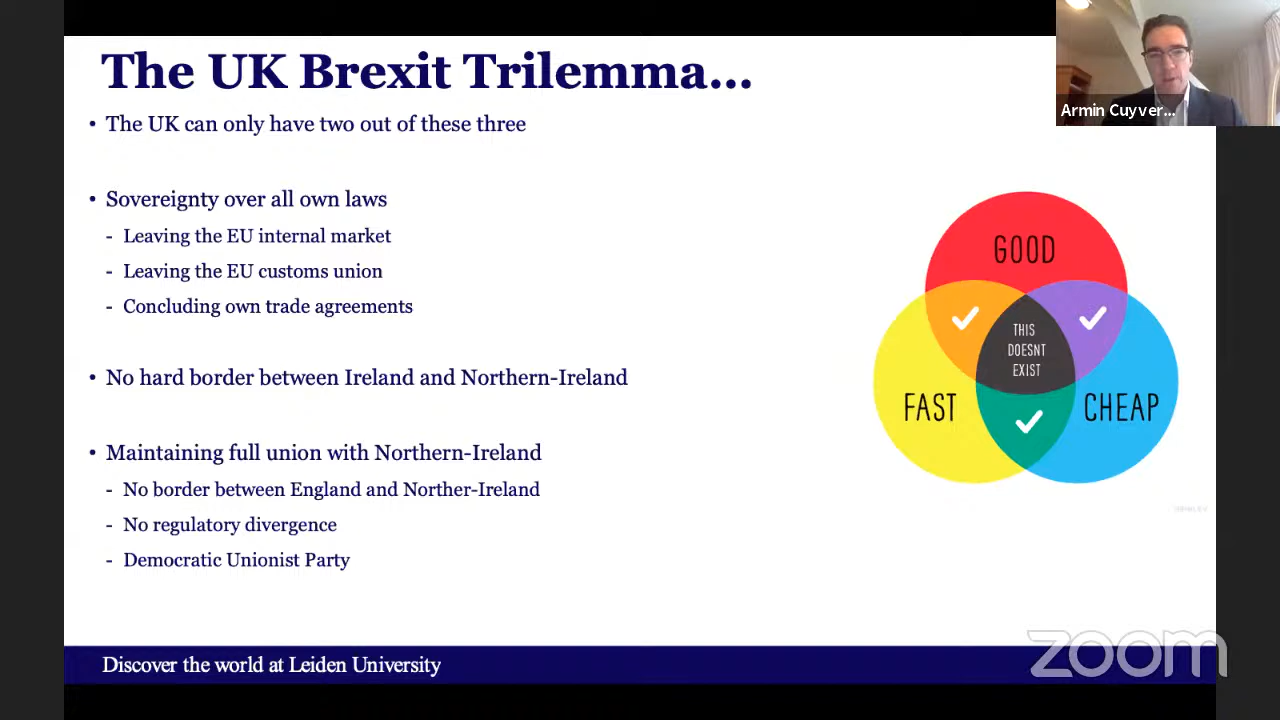 The UK Brexit Trilemma...
• The UK can only have two out of these three
• Sovereignty over all own laws
- Leaving the EU internal market
- Leaving the EU customs union
- Concluding own trade agreements
• No hard border between Ireland and Northern-Ireland
• Maintaining full union with Northern-Ireland
- No border between England and Norther-Ireland
- No regulatory divergence
- Democratic Unionist Party
GOOD
THIS
DOESNT
EXIST
FAST
CHEAP
Armin Cuyver...
Discover the world at Leiden University
zoom